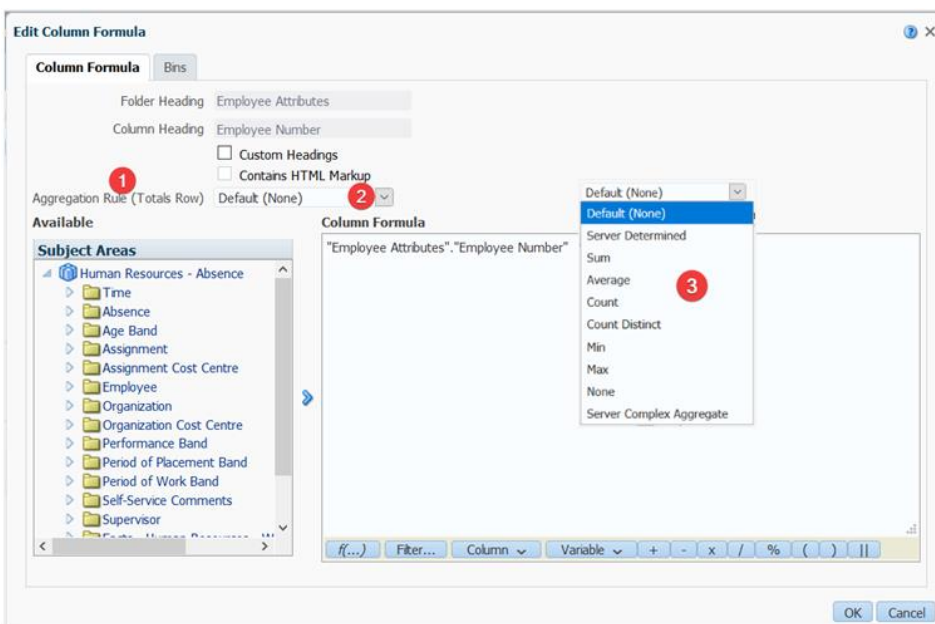 Edit Column Formula
Column Formula Bins
Folder Heading Employee Attributes
Column Heading Employee Number
Custom Headings
Contains HTML Markup
1
Aggregation Rule (Totals Row) Default (None) 2
Available
Subject Areas
Human Resources - Absence
Time
Absence
Age Band
Assignment
Assignment Cost Centre
Employee
Organization
Organization Cost Centre
Performance Band
Period of Placement Band
Period of Work Band
Self-Service Comments
Supervisor
Column Formula
"Employee Attributes"."Employee Number"
Default (None)
Default (None)
Server Determined
Sum
Average
3
Count
Count Distinct
Min
Max
None
Server Complex Aggregate
f(...) Filter... Column Variable + - x / % ( ) ||
OK Cancel